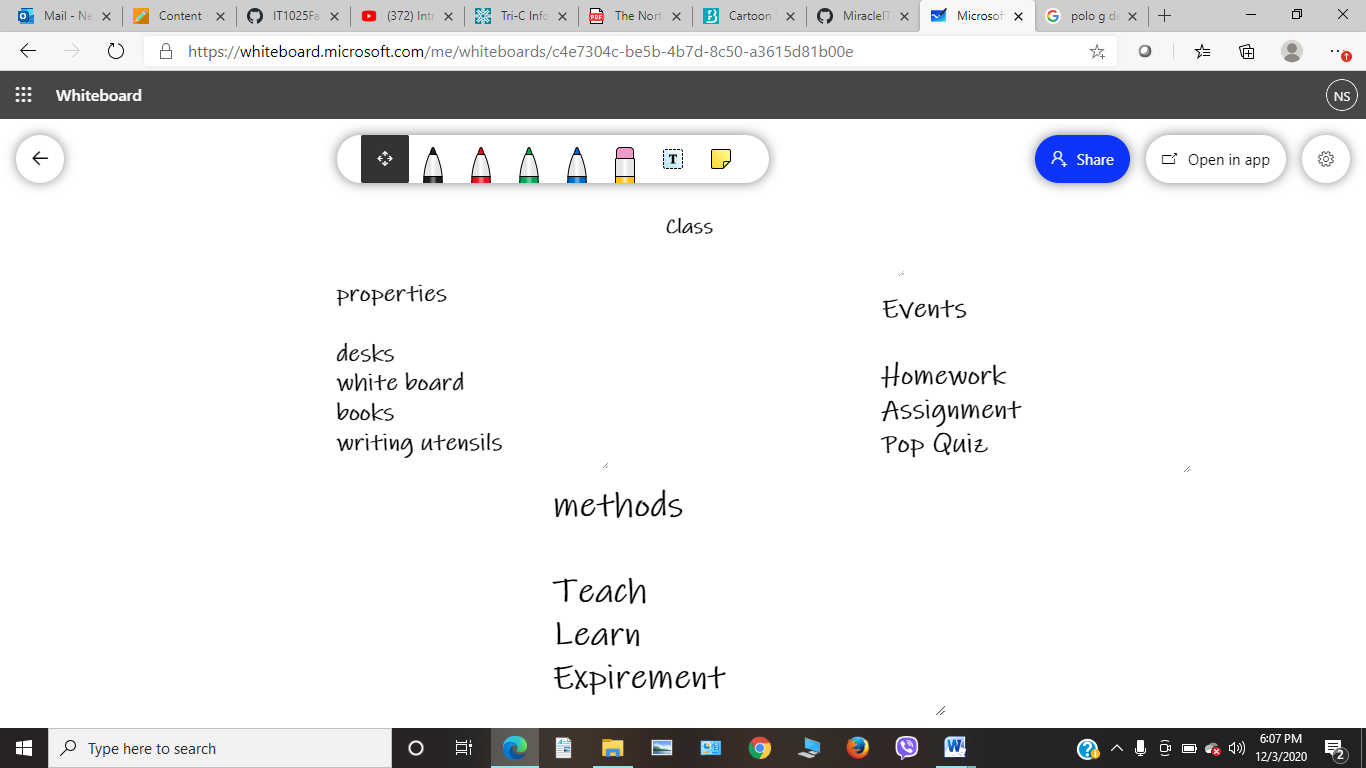 Mail - Ne
Content
IT1025Fa
(372) Intr
Tri-C Info
The Nort
Cartoon
MiracleIT
Microsof
polo g de
https://whiteboard.microsoft.com/me/whiteboards/c4e7304c-be5b-4b7d-8c50-a3615d81b00e
Whiteboard
NS
T
Share
Open in app
Class
properties
desks
white board
books
writing utensils
Events
Homework
Assignment
Pop Quiz
methods
Teach
Learn
Expirement
Type here to search
6:07 PM
12/3/2020
2